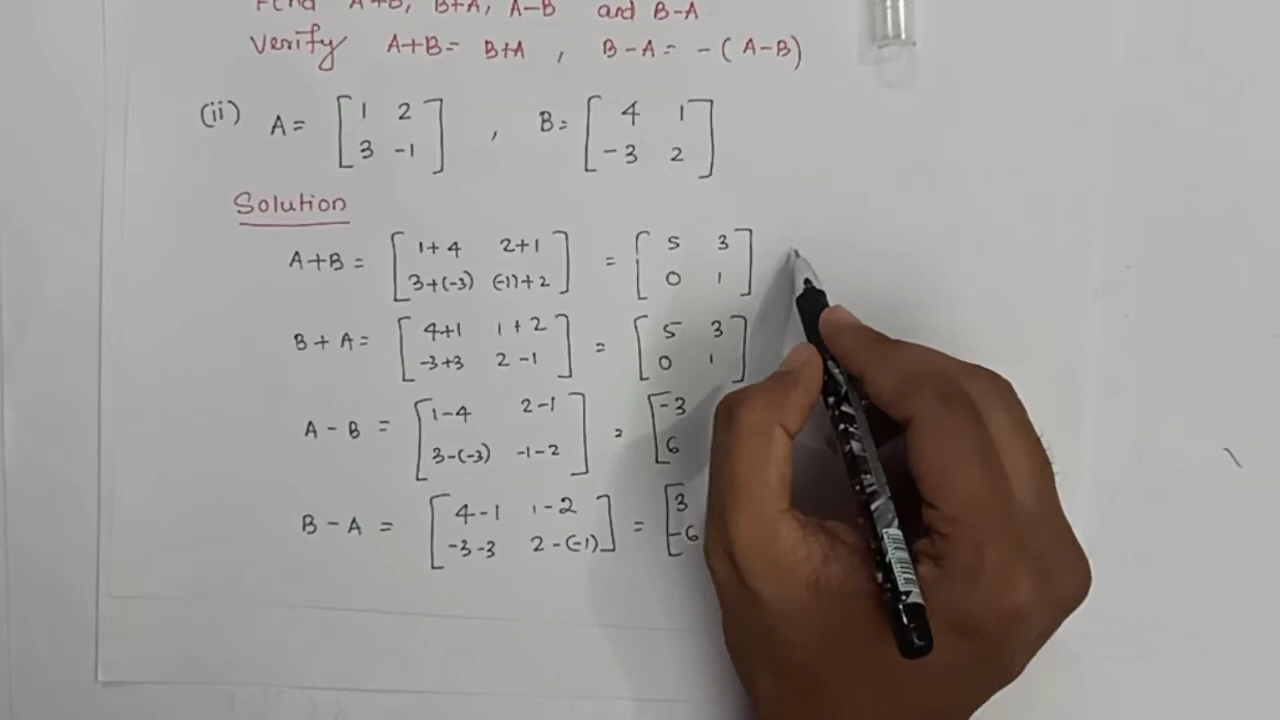 Find A+B, B+A, A-B and B-A
Verify A+B= B+A , B-A = -(A-B)
(ii) A= [1 2 , B= [4 1
3 -1] -3 2]
Solution
A+B = [1+4 2+1 = [5 3
3+(-3) (-1)+2] 0 1]
B+A= [4+1 1+2 = [5 3
-3+3 2-1] 0 1]
A-B = [1-4 2-1 = [-3
3-(-3) -1-2] 6
B-A = [4-1 1-2 = [3
-3-3 2-(-1)] -6